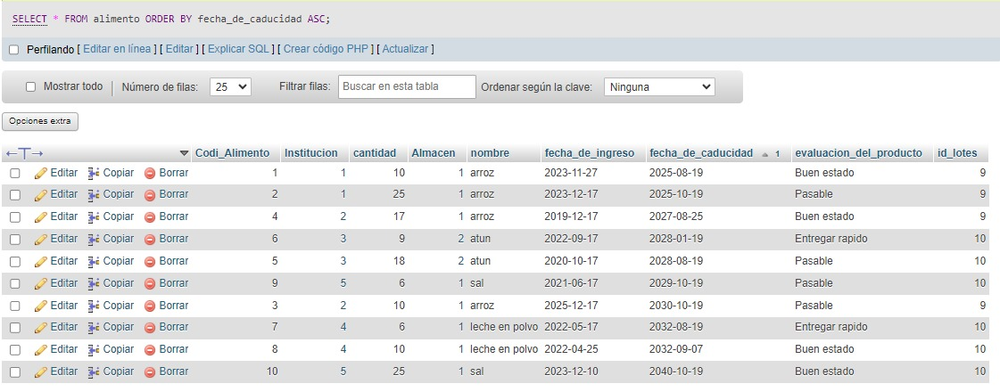 SELECT * FROM alimento ORDER BY fecha_de_caducidad ASC;
Perfilando [ Editar en línea ] [ Editar ] [ Explicar SQL ] [ Crear código PHP ] [ Actualizar ]
Mostrar todo Número de filas: 25 Filtrar filas: Buscar en esta tabla Ordenar según la clave: Ninguna
Opciones extra
←T→ Codi_Alimento Institucion cantidad Almacen nombre fecha_de_ingreso fecha_de_caducidad 1 evaluacion_del_producto id_lotes
Editar Copiar Borrar 1 1 10 1 arroz 2023-11-27 2025-08-19 Buen estado 9
Editar Copiar Borrar 2 1 25 1 arroz 2023-12-17 2025-10-19 Pasable 9
Editar Copiar Borrar 4 2 17 1 arroz 2019-12-17 2027-08-25 Buen estado 9
Editar Copiar Borrar 6 3 9 2 atun 2022-09-17 2028-01-19 Entregar rapido 10
Editar Copiar Borrar 5 3 18 2 atun 2020-10-17 2028-08-19 Pasable 10
Editar Copiar Borrar 9 5 6 1 sal 2021-06-17 2029-10-19 Pasable 10
Editar Copiar Borrar 3 2 10 1 arroz 2025-12-17 2030-10-19 Pasable 9
Editar Copiar Borrar 7 4 6 1 leche en polvo 2022-05-17 2032-08-19 Entregar rapido 10
Editar Copiar Borrar 8 4 10 1 leche en polvo 2022-04-25 2032-09-07 Buen estado 10
Editar Copiar Borrar 10 5 25 1 sal 2023-12-10 2040-10-19 Buen estado 10